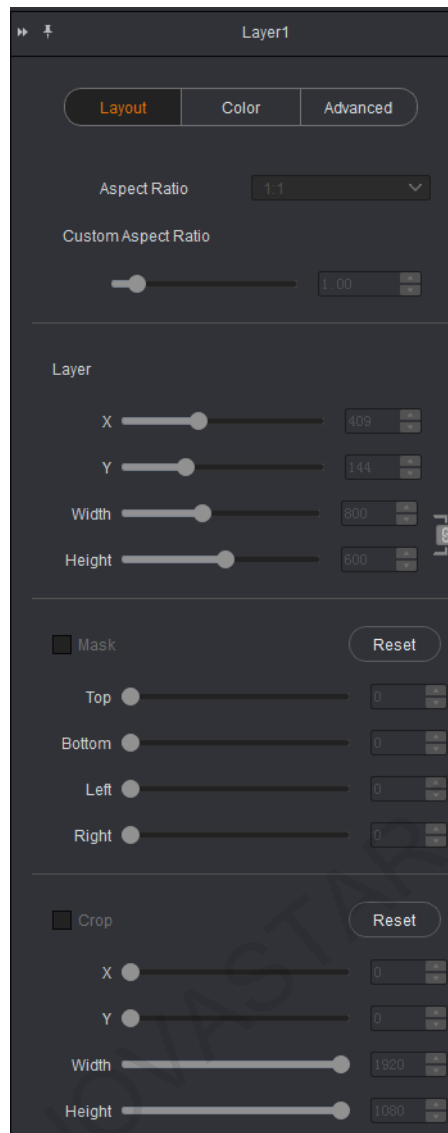 Layer1
Layout Color Advanced
Aspect Ratio 1:1
Custom Aspect Ratio
1.00
Layer
X 409
Y 144
Width 800
Height 600
Mask Reset
Top 0
Bottom 0
Left 0
Right 0
Crop Reset
X 0
Y 0
Width 1920
Height 1080
NOVASTAR